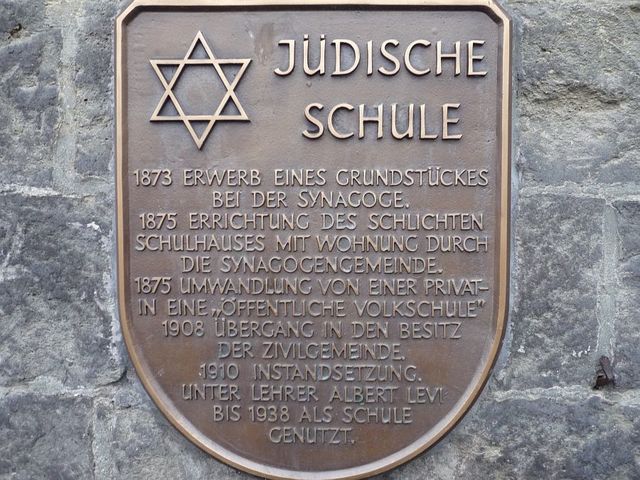 JÜDISCHE
SCHULE
1873 ERWERB EINES GRUNDSTÜCKES
BEI DER SYNAGOGE.
1875 ERRICHTUNG DES SCHLICHTEN
SCHULHAUSES MIT WOHNUNG DURCH
DIE SYNAGOGENGEMEINDE.
1875 UMWANDLUNG VON EINER PRIVAT-
IN EINE „ÖFFENTLICHE VOLKSCHULE"
1908 ÜBERGANG IN DEN BESITZ
DER ZIVILGEMEINDE.
1910 INSTANDSETZUNG.
UNTER LEHRER ALBERT LEVI
BIS 1938 ALS SCHULE
GENUTZT.